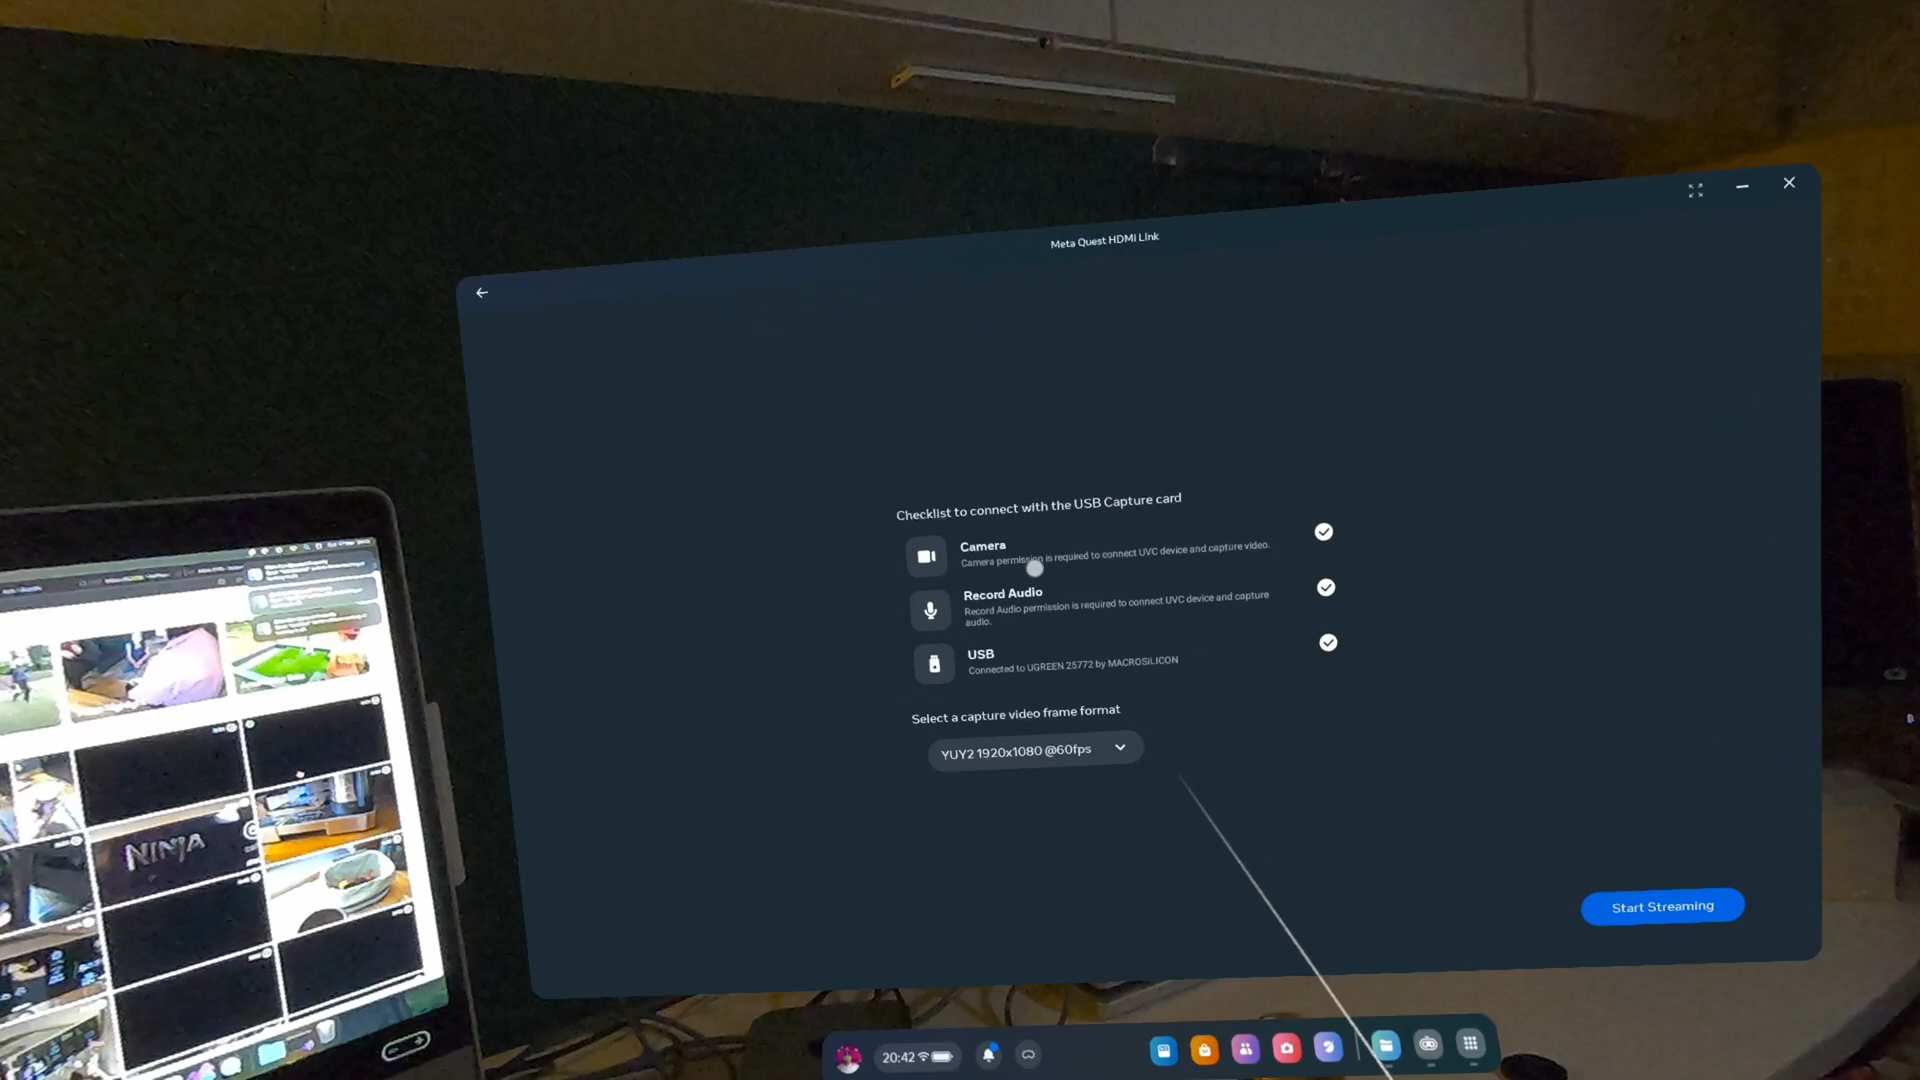 Meta Quest HDMI Link
Checklist to connect with the USB Capture card
Camera
Camera permission is required to connect UVC device and capture video.
Record Audio
Record Audio permission is required to connect UVC device and capture
audio.
USB
Connected to UGREEN 25772 by MACROSILICON
Select a capture video frame format
YUY2 1920x1080 @60fps
Start Streaming
NINJA
20:42